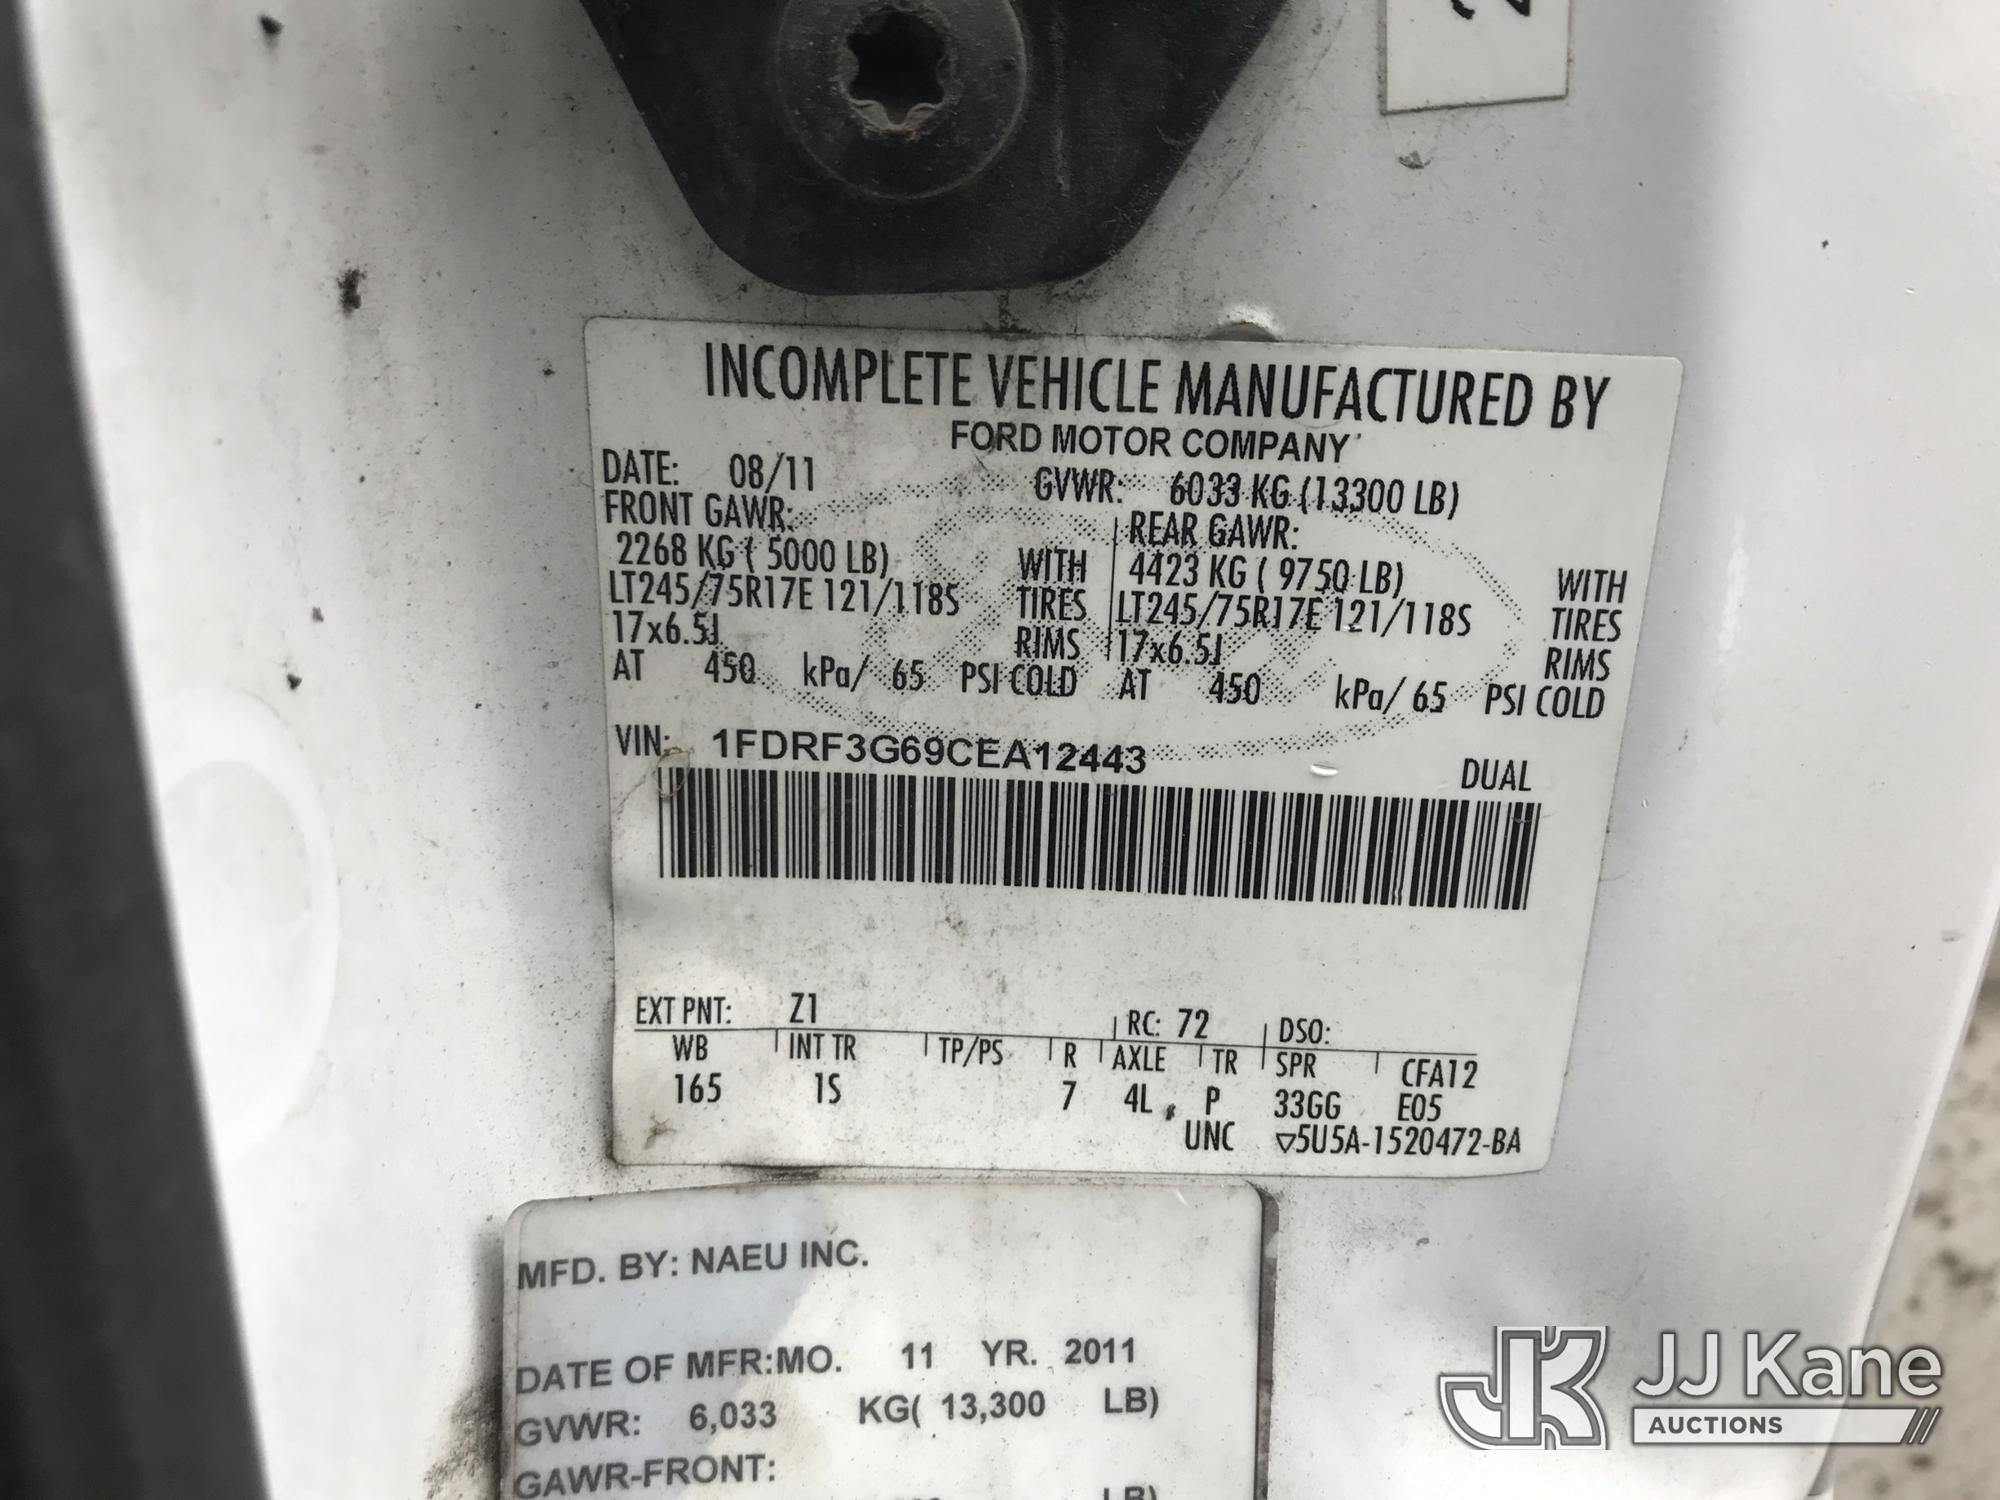 INCOMPLETE VEHICLE MANUFACTURED BY
FORD MOTOR COMPANY
DATE: 08/11 GVWR: 6033 KG (13300 LB)
FRONT GAWR: REAR GAWR:
2268 KG ( 5000 LB) WITH 4423 KG ( 9750 LB) WITH
LT245/75R17E 121/118S TIRES LT245/75R17E 121/118S TIRES
17x6.5J RIMS 17x6.5J RIMS
AT 450 kPa/ 65 PSI COLD AT 450 kPa/ 65 PSI COLD
VIN: 1FDRF3G69CEA12443
DUAL
EXT PNT: Z1 RC: 72 DSO:
WB INT TR TP/PS R AXLE TR SPR CFA12
165 1S 7 4L P 33GG E05
UNC ▽5U5A-1520472-BA
MFD. BY: NAEU INC.
DATE OF MFR:MO. 11 YR. 2011
GVWR: 6,033 KG( 13,300 LB)
GAWR-FRONT:
LB)
JK JJ Kane
AUCTIONS